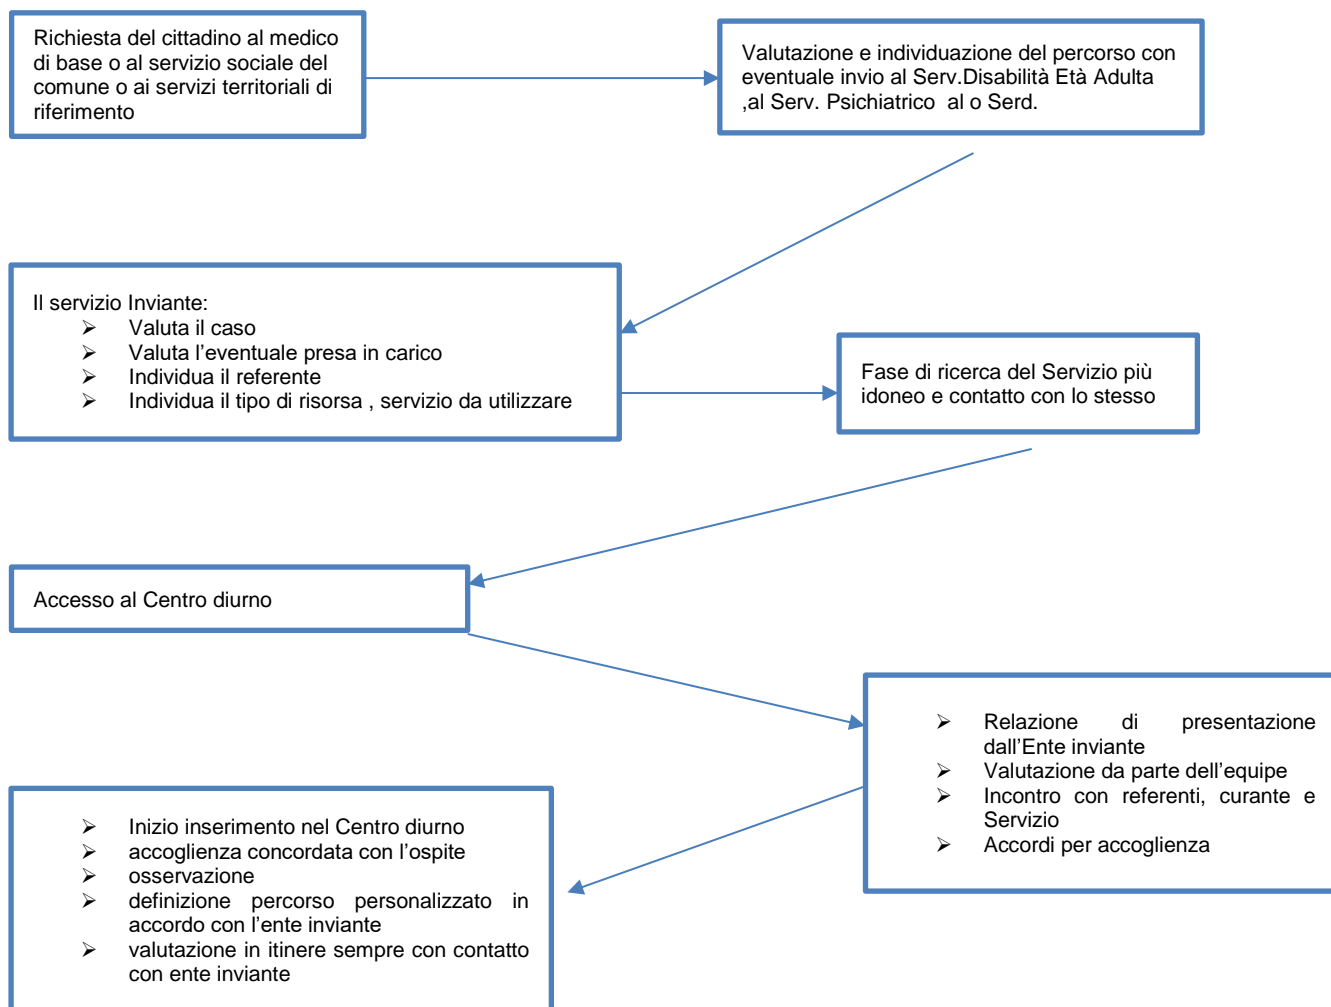 Richiesta del cittadino al medico
di base o al servizio sociale del
comune o ai servizi territoriali di
riferimento
Valutazione e individuazione del percorso con
eventuale invio al Serv.Disabilità Età Adulta
,al Serv. Psichiatrico al o Serd.
Il servizio Inviante:
➢ Valuta il caso
➢ Valuta l’eventuale presa in carico
➢ Individua il referente
➢ Individua il tipo di risorsa , servizio da utilizzare
Fase di ricerca del Servizio più
idoneo e contatto con lo stesso
Accesso al Centro diurno
➢ Relazione di presentazione
dall’Ente inviante
➢ Valutazione da parte dell’equipe
➢ Incontro con referenti, curante e
Servizio
➢ Accordi per accoglienza
➢ Inizio inserimento nel Centro diurno
➢ accoglienza concordata con l’ospite
➢ osservazione
➢ definizione percorso personalizzato in
accordo con l’ente inviante
➢ valutazione in itinere sempre con contatto
con ente inviante